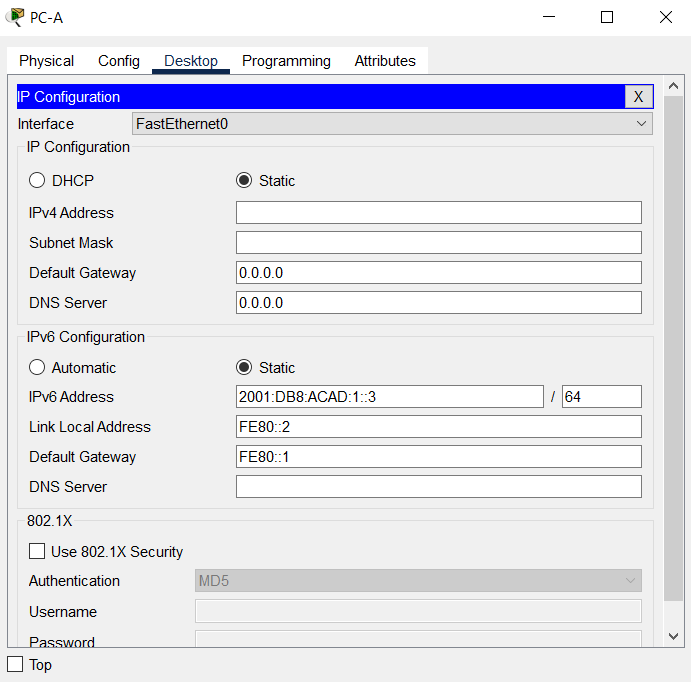 PC-A
Physical Config Desktop Programming Attributes
IP Configuration X
Interface FastEthernet0
IP Configuration
DHCP Static
IPv4 Address
Subnet Mask
Default Gateway 0.0.0.0
DNS Server 0.0.0.0
IPv6 Configuration
Automatic Static
IPv6 Address 2001:DB8:ACAD:1::3 / 64
Link Local Address FE80::2
Default Gateway FE80::1
DNS Server
802.1X
Use 802.1X Security
Authentication MD5
Username
Password
Top